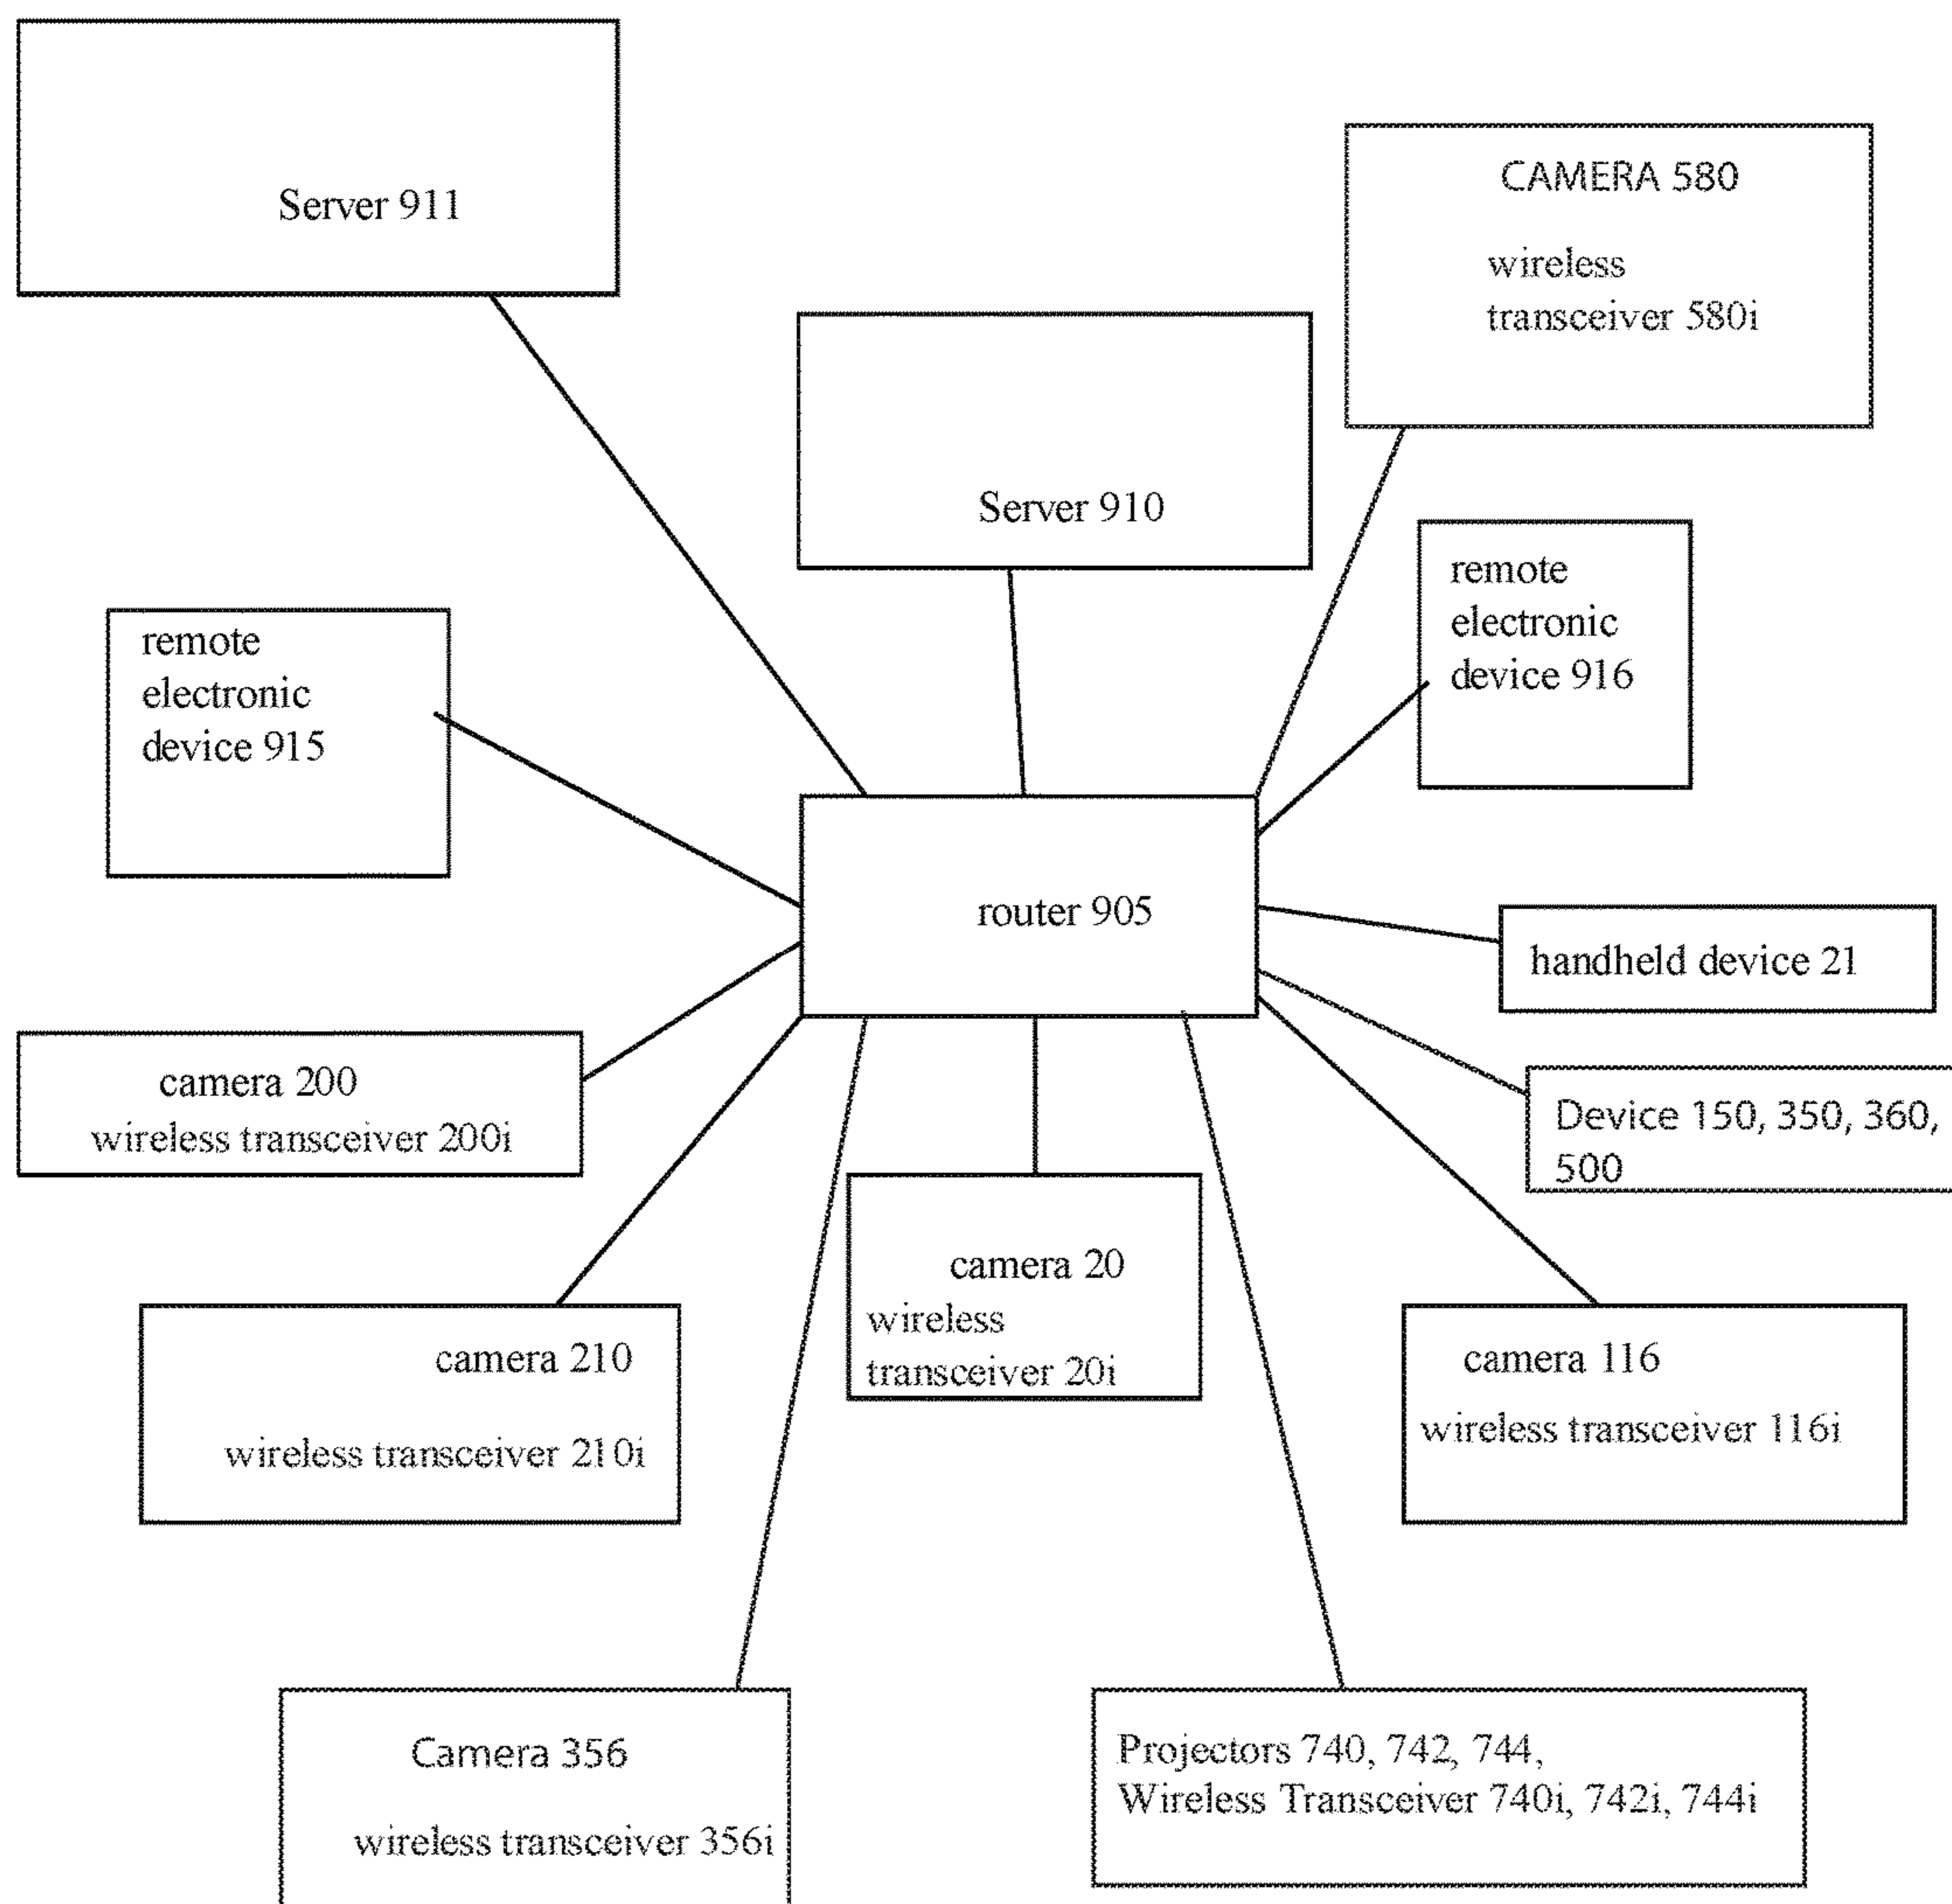 Server 911
CAMERA 580
wireless
transceiver 580i
Server 910
remote
electronic
device 916
remote
electronic
device 915
router 905
handheld device 21
camera 200
wireless transceiver 200i
Device 150, 350, 360,
500
camera 20
wireless
transceiver 20i
camera 210
wireless transceiver 210i
camera 116
wireless transceiver 116i
Camera 356
wireless transceiver 356i
Projectors 740, 742, 744,
Wireless Transceiver 740i, 742i, 744i